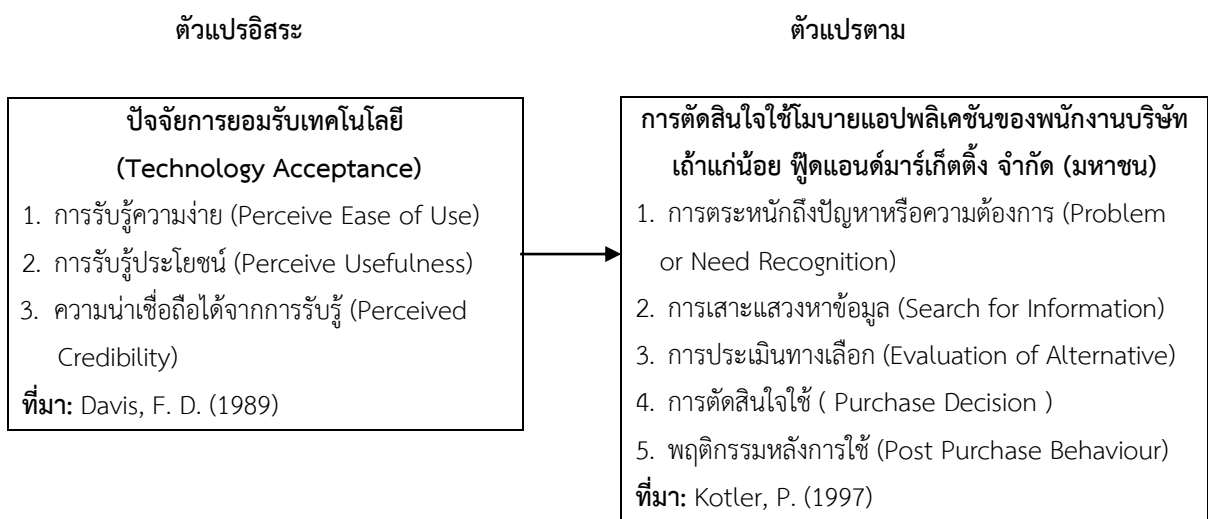 ตัวแปรอิสระ
ตัวแปรตาม
ปัจจัยการยอมรับเทคโนโลยี
(Technology Acceptance)
1. การรับรู้ความง่าย (Perceive Ease of Use)
2. การรับรู้ประโยชน์ (Perceive Usefulness)
3. ความน่าเชื่อถือได้จากการรับรู้ (Perceived
Credibility)
ที่มา: Davis, F. D. (1989)
การตัดสินใจใช้โมบายแอปพลิเคชันของพนักงานบริษัท
เถ้าแก่น้อย ฟู๊ดแอนด์มาร์เก็ตติ้ง จำกัด (มหาชน)
1. การตระหนักถึงปัญหาหรือความต้องการ (Problem
or Need Recognition)
2. การเสาะแสวงหาข้อมูล (Search for Information)
3. การประเมินทางเลือก (Evaluation of Alternative)
4. การตัดสินใจใช้ ( Purchase Decision )
5. พฤติกรรมหลังการใช้ (Post Purchase Behaviour)
ที่มา: Kotler, P. (1997)